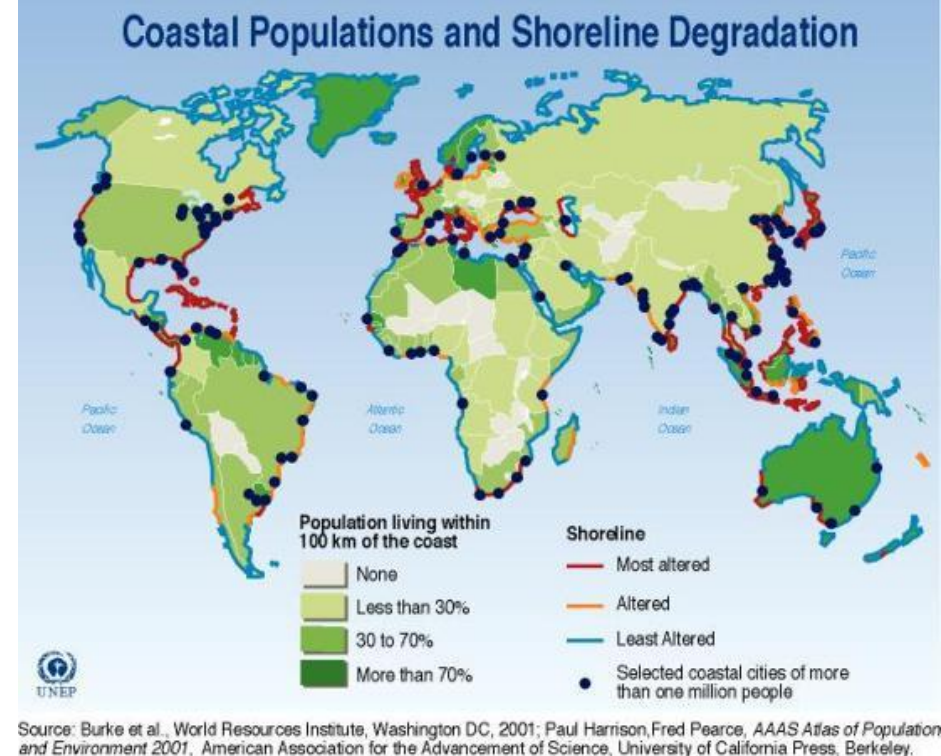 Coastal Populations and Shoreline Degradation
Pacific
Ocean
Pacific
Ocean
Atlantic
Ocean
Indian
Ocean
Population living within
100 km of the coast
None
Less than 30%
30 to 70%
More than 70%
Shoreline
Most altered
Altered
Least Altered
Selected coastal cities of more
than one million people
UNEP
Source: Burke et al., World Resources Institute, Washington DC, 2001; Paul Harrison,Fred Pearce, AAAS Atlas of Population
and Environment 2001, American Association for the Advancement of Science, University of California Press, Berkeley.